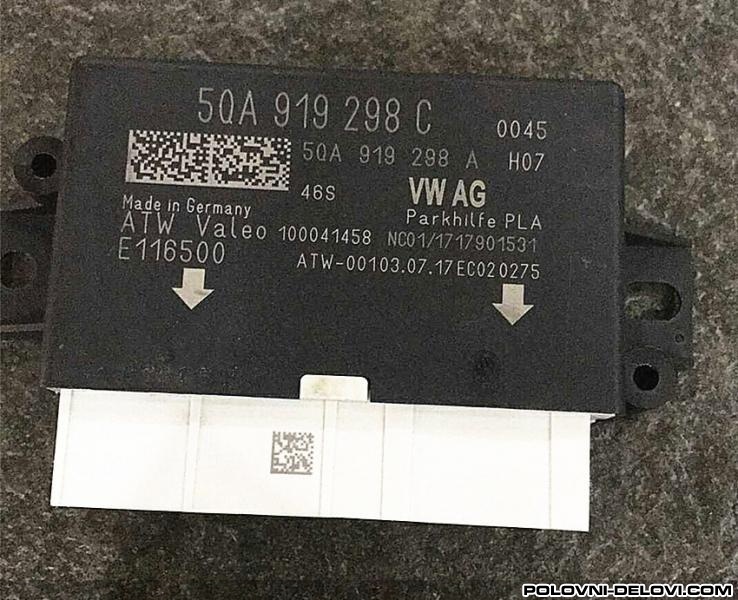 5QA 919 298 C 0045
5QA 919 298 A H07
46S VW AG
Made in Germany Parkhilfe PLA
ATW Valeo 100041458 NC01/1717901531
E116500 ATW-00103.07.17EC020275
POLOVNI-DELOVI.COM